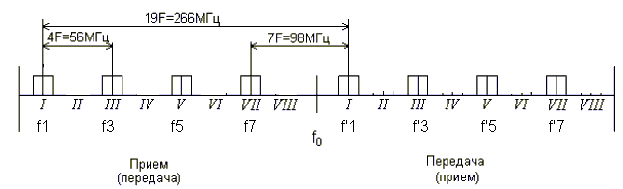 19F=266МГц
4F=56МГц
7F=98МГц
I II III IV V VI VII VIII I II III IV V VI VII VIII
f1 f3 f5 f7 f0 f'1 f'3 f'5 f'7
Прием Передача
(передача) (прием)